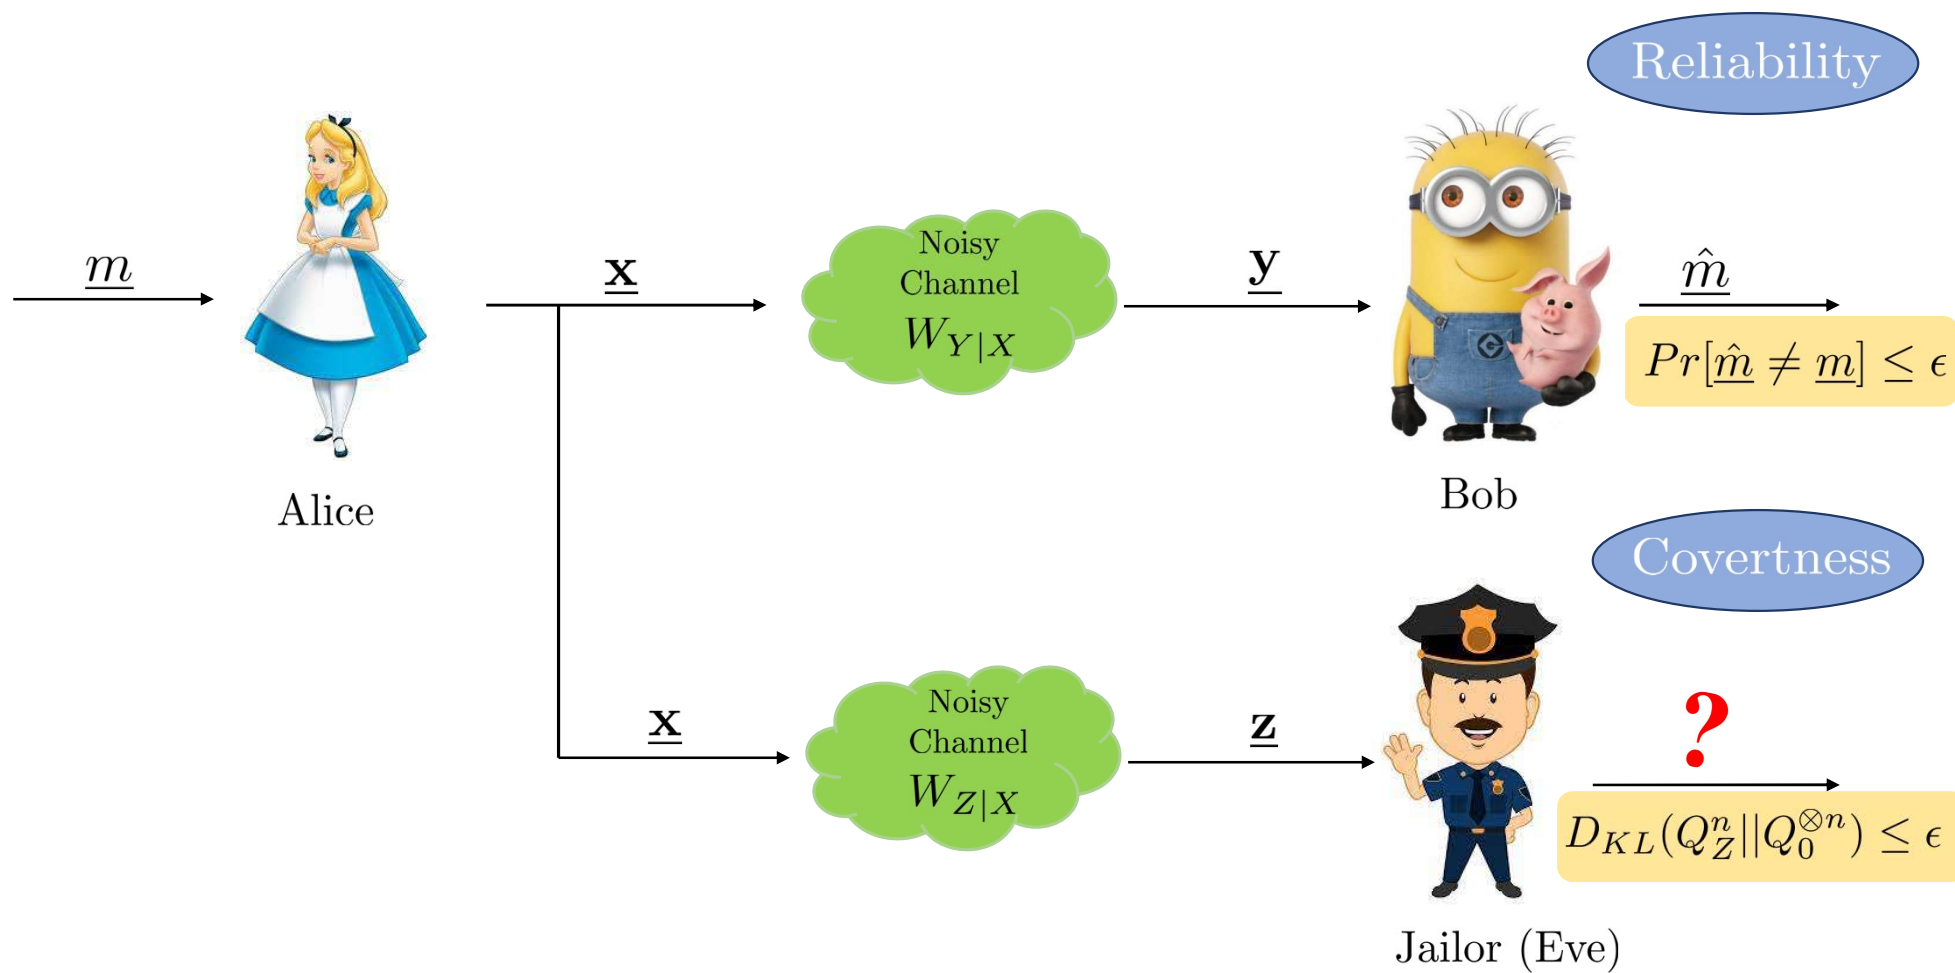 Reliability
m
x
Noisy
Channel
W_{Y|X}
y
m̂
Pr[m̂ ≠ m] ≤ ϵ
Alice
Bob
Covertness
x
Noisy
Channel
W_{Z|X}
z
?
D_{KL}(Q_Z^n||Q_0^{⊗n}) ≤ ϵ
Jailor (Eve)